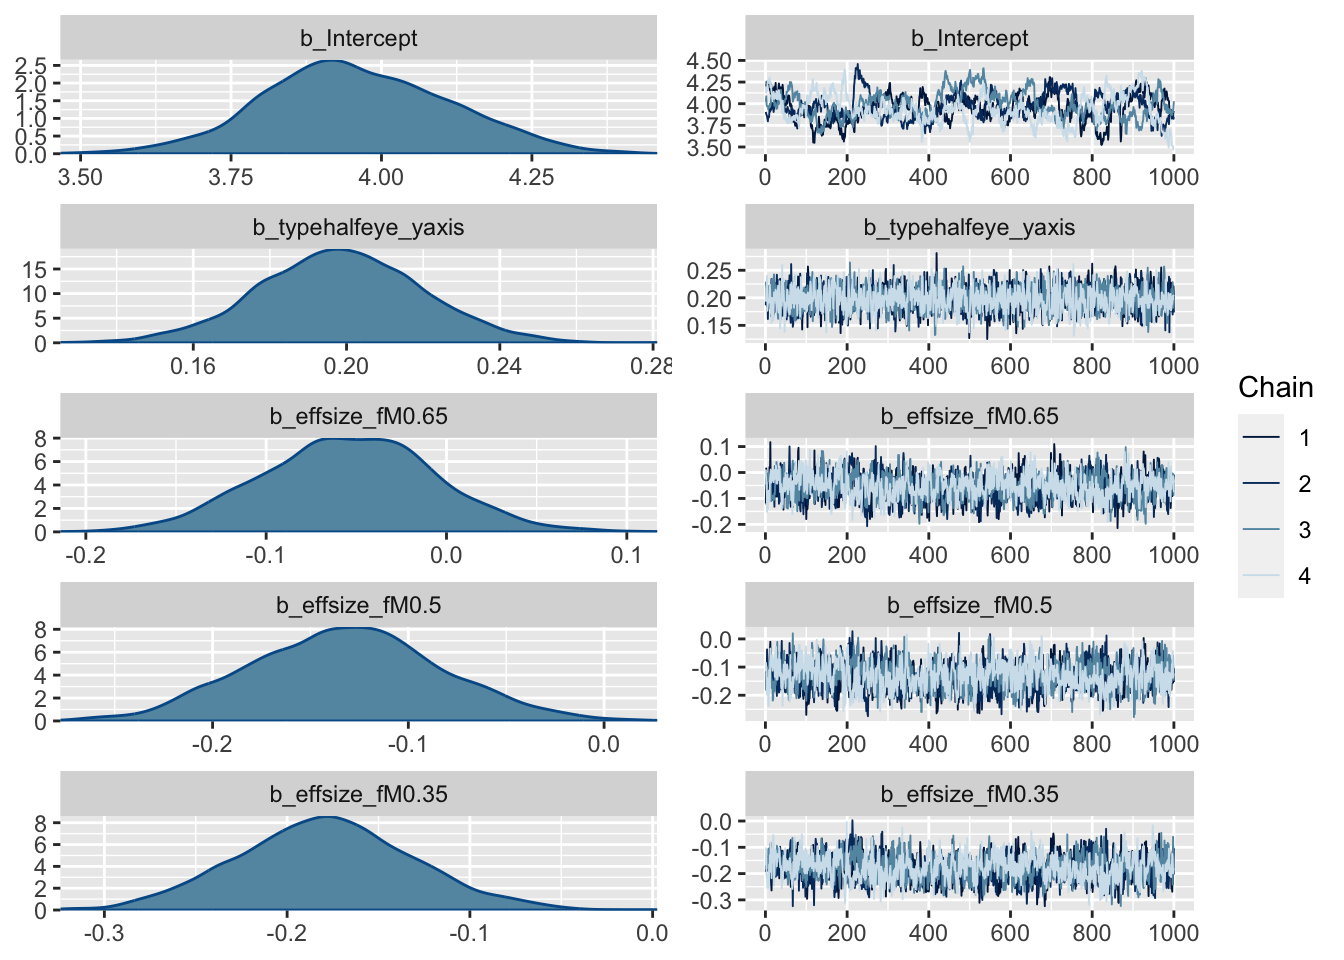 b_Intercept
2.5
2.0
1.5
1.0
0.5
0.0
3.50 3.75 4.00 4.25
b_Intercept
4.50
4.25
4.00
3.75
3.50
0 200 400 600 800 1000
b_typehalfeye_yaxis
15
10
5
0
0.16 0.20 0.24 0.28
b_typehalfeye_yaxis
0.25
0.20
0.15
0 200 400 600 800 1000
b_effsize_fM0.65
8
6
4
2
0
-0.2 -0.1 0.0 0.1
b_effsize_fM0.65
0.1
0.0
-0.1
-0.2
0 200 400 600 800 1000
b_effsize_fM0.5
8
6
4
2
0
-0.2 -0.1 0.0
b_effsize_fM0.5
0.0
-0.1
-0.2
0 200 400 600 800 1000
b_effsize_fM0.35
8
6
4
2
0
-0.3 -0.2 -0.1 0.0
b_effsize_fM0.35
0.0
-0.1
-0.2
-0.3
0 200 400 600 800 1000
Chain
1
2
3
4